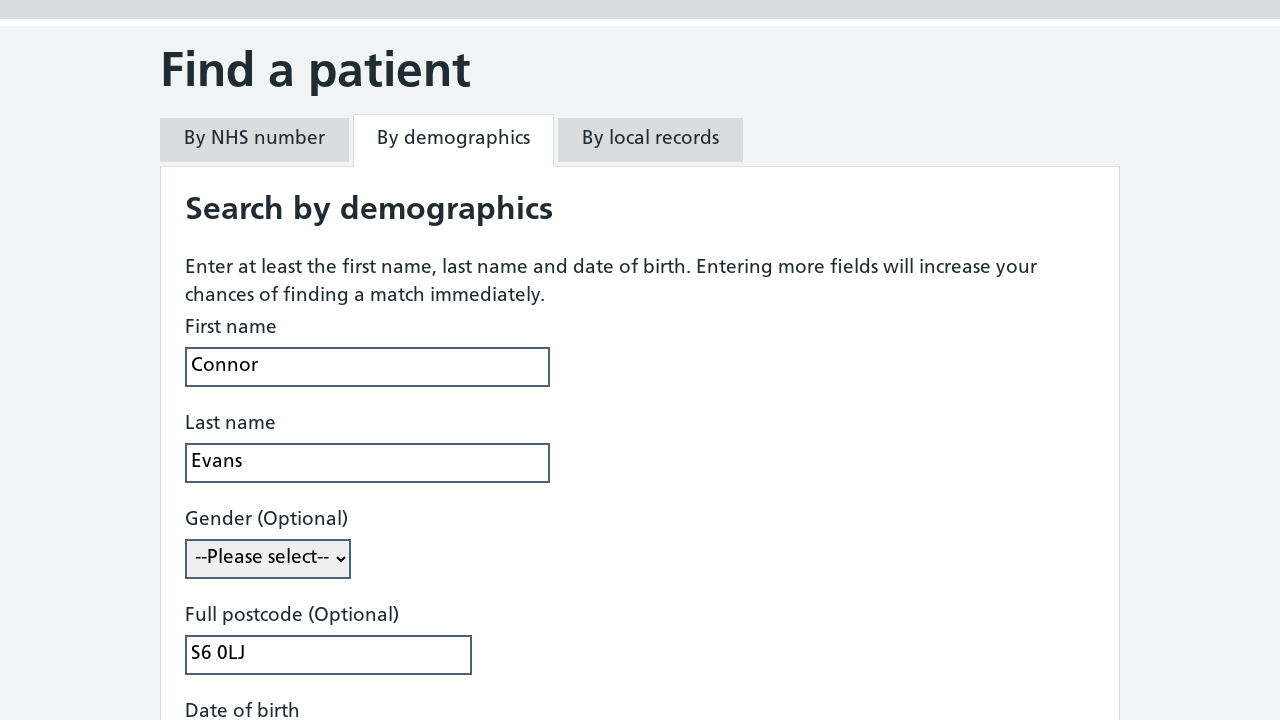 Find a patient
By NHS number
By demographics
By local records
Search by demographics
Enter at least the first name, last name and date of birth. Entering more fields will increase your
chances of finding a match immediately.
First name
Connor
Last name
Evans
Gender (Optional)
--Please select--
Full postcode (Optional)
S6 0LJ
Date of birth